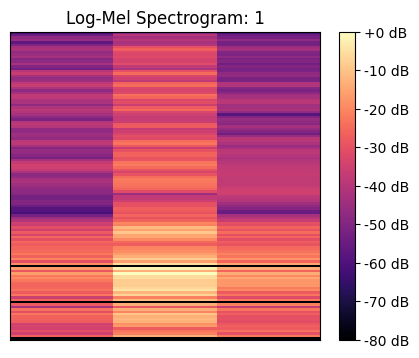 Log-Mel Spectrogram: 1
+0 dB
-10 dB
-20 dB
-30 dB
-40 dB
-50 dB
-60 dB
-70 dB
-80 dB